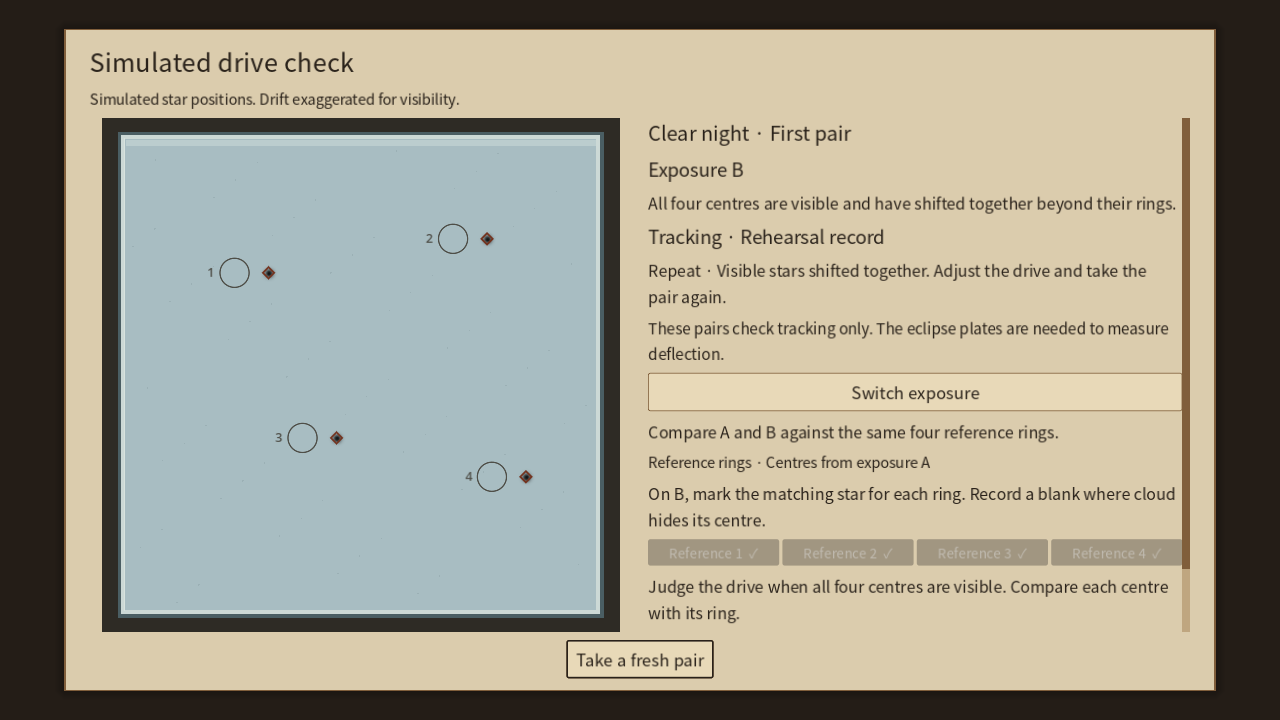 Simulated drive check
Simulated star positions. Drift exaggerated for visibility.
1
2
3
4
Clear night · First pair
Exposure B
All four centres are visible and have shifted together beyond their rings.
Tracking · Rehearsal record
Repeat · Visible stars shifted together. Adjust the drive and take the
pair again.
These pairs check tracking only. The eclipse plates are needed to measure
deflection.
Switch exposure
Compare A and B against the same four reference rings.
Reference rings · Centres from exposure A
On B, mark the matching star for each ring. Record a blank where cloud
hides its centre.
Reference 1 ✓
Reference 2 ✓
Reference 3 ✓
Reference 4 ✓
Judge the drive when all four centres are visible. Compare each centre
with its ring.
Take a fresh pair